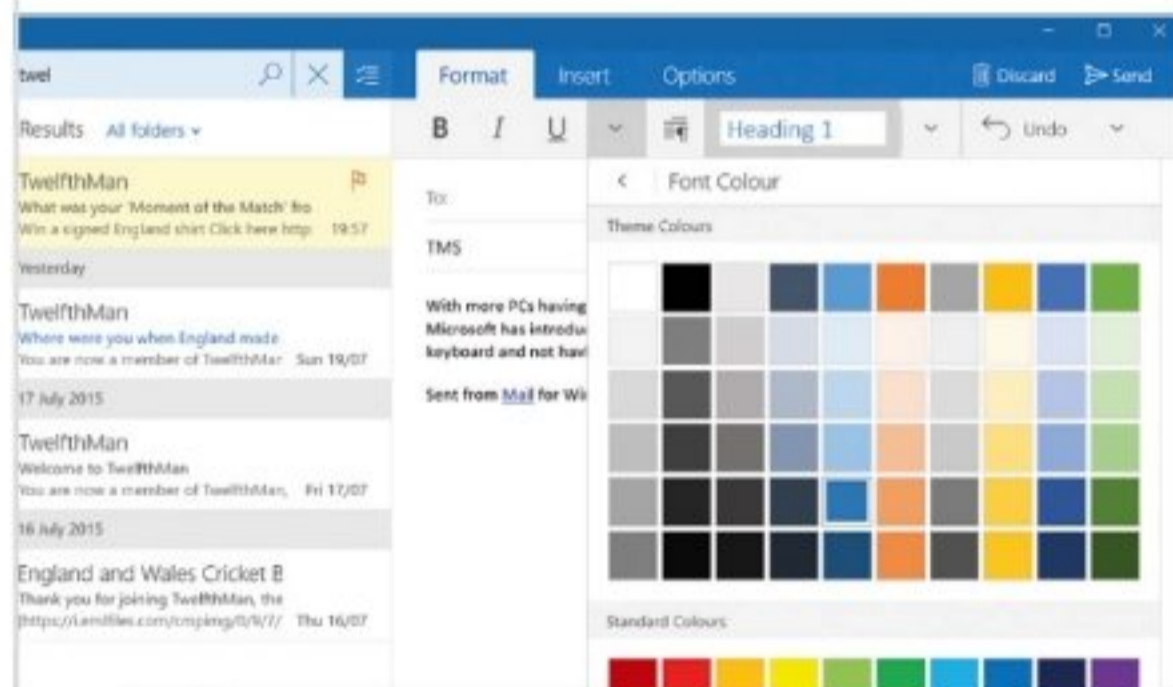 twel
Format Insert Options Discard Send
Results All folders
B I U Heading 1 Undo
TwelfthMan
What was your 'Moment of the Match' fro
Win a signed England shirt Click here http 19:57
Yesterday
TwelfthMan
Where were you when England made
You are now a member of TwelfthMan Sun 19/07
17 July 2015
TwelfthMan
Welcome to TwelfthMan
You are now a member of TwelfthMan, Fri 17/07
16 July 2015
England and Wales Cricket B
Thank you for joining TwelfthMan, the
Thu 16/07
To:
TMS
With more PCs having
Microsoft has introdu
keyboard and not havi
Sent from Mail for Wi
Font Colour
Theme Colours
Standard Colours